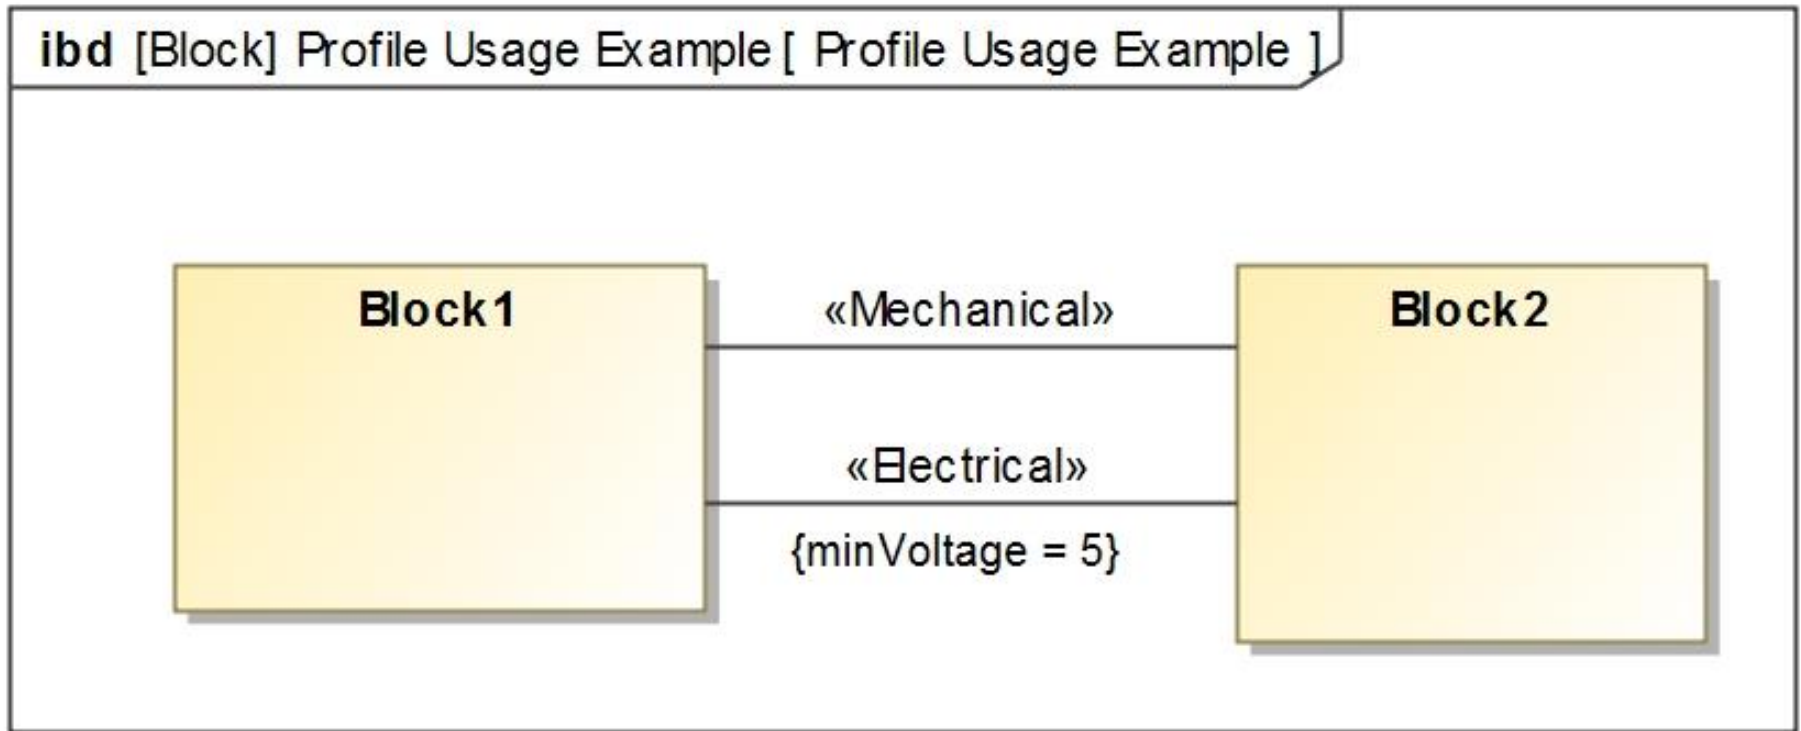 ibd [Block] Profile Usage Example [ Profile Usage Example ]
Block1
«Mechanical»
Block2
«Electrical»
{minVoltage = 5}